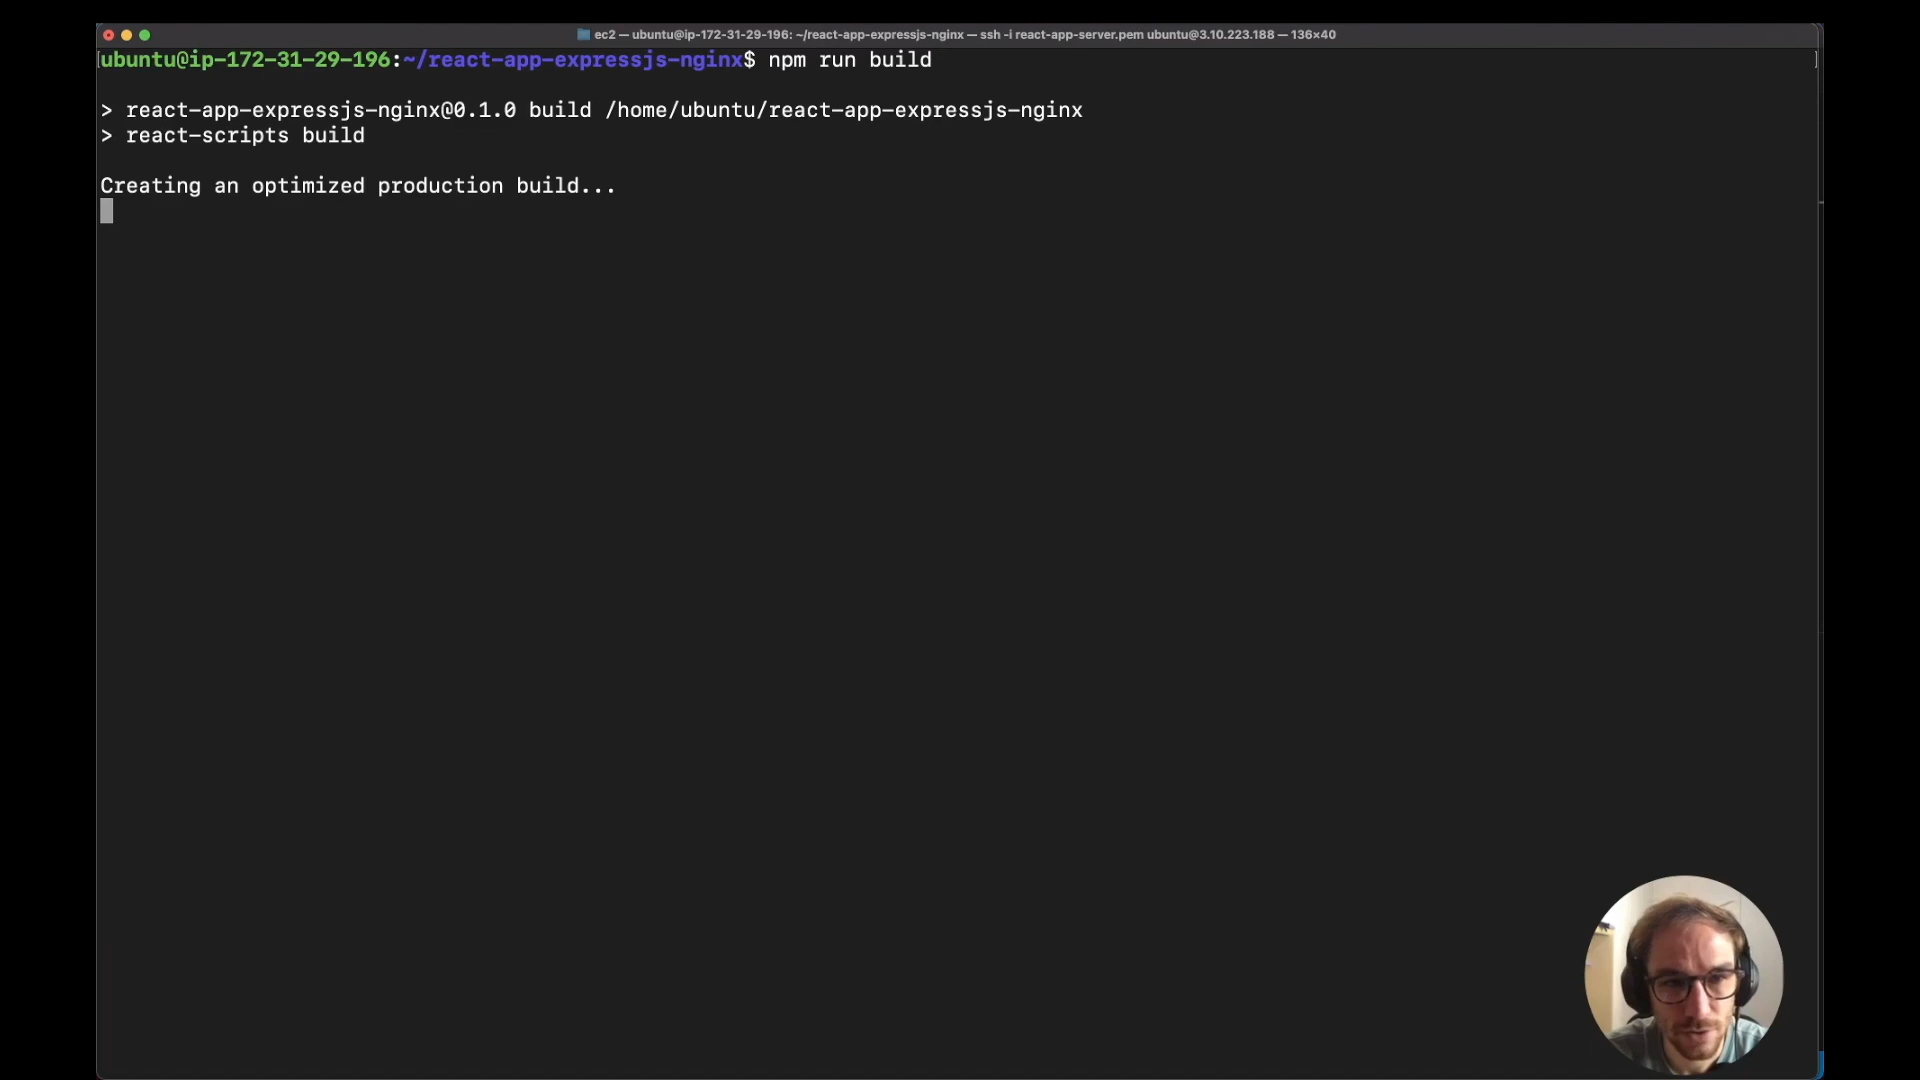 ec2 — ubuntu@ip-172-31-29-196: ~/react-app-expressjs-nginx — ssh -i react-app-server.pem ubuntu@3.10.223.188 — 136×40
[ubuntu@ip-172-31-29-196:~/react-app-expressjs-nginx$ npm run build ]
> react-app-expressjs-nginx@0.1.0 build /home/ubuntu/react-app-expressjs-nginx
> react-scripts build
Creating an optimized production build...